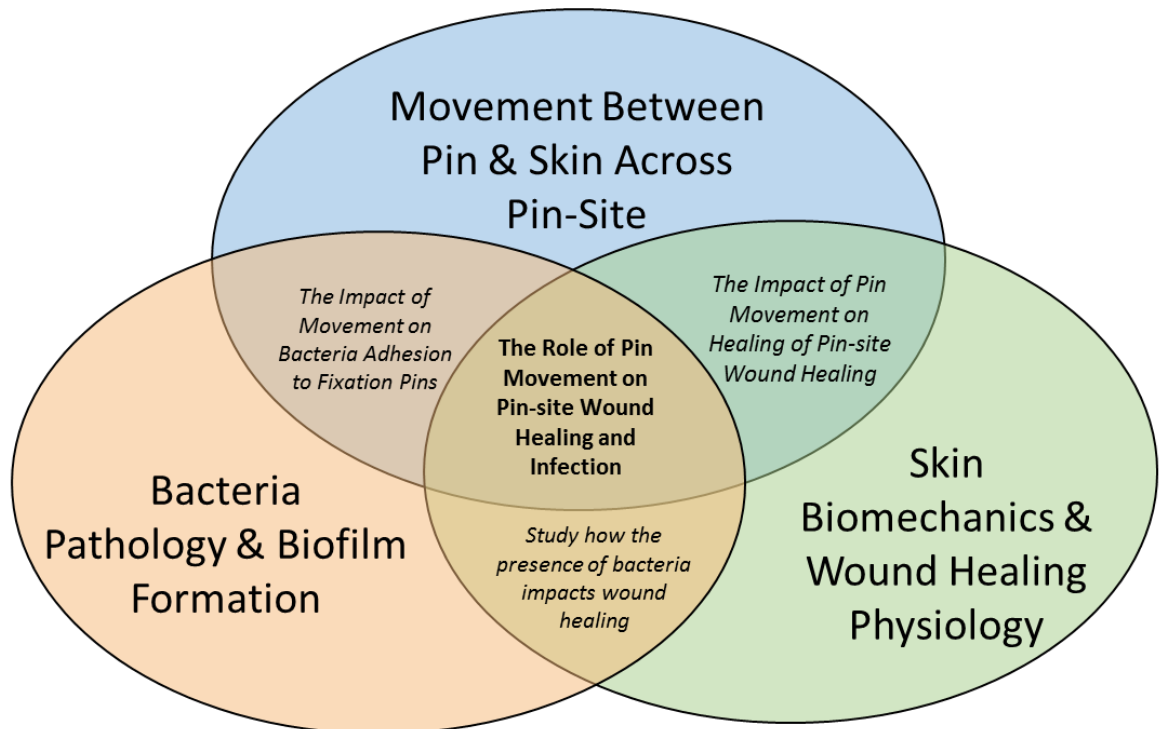 Movement Between
Pin & Skin Across
Pin-Site
The Impact of
Movement on
Bacteria Adhesion
to Fixation Pins
The Role of Pin
Movement on
Pin-site Wound
Healing and
Infection
The Impact of Pin
Movement on
Healing of Pin-site
Wound Healing
Bacteria
Pathology & Biofilm
Formation
Study how the
presence of bacteria
impacts wound
healing
Skin
Biomechanics &
Wound Healing
Physiology